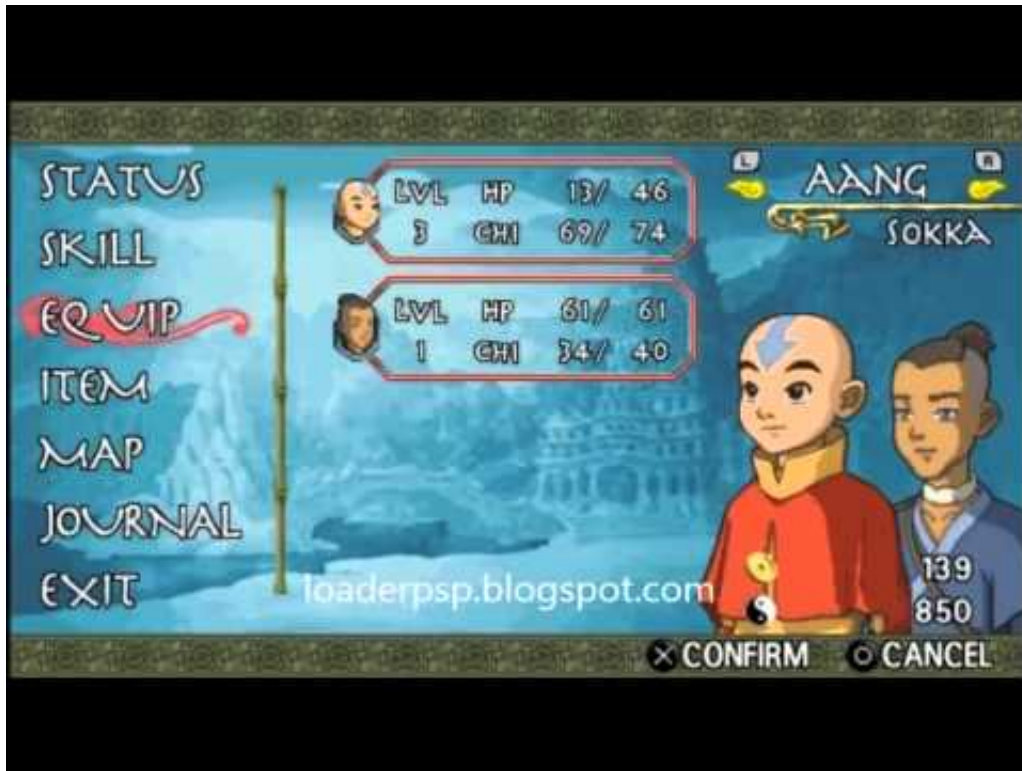 STATUS
SKILL
EQUIP
ITEM
MAP
JOURNAL
EXIT
LVL HP 13/ 46
3 CHI 69/ 74
LVL HP 61/ 61
1 CHI 34/ 40
L R
AANG
SOKKA
139
850
loaderpsp.blogspot.com
CONFIRM CANCEL